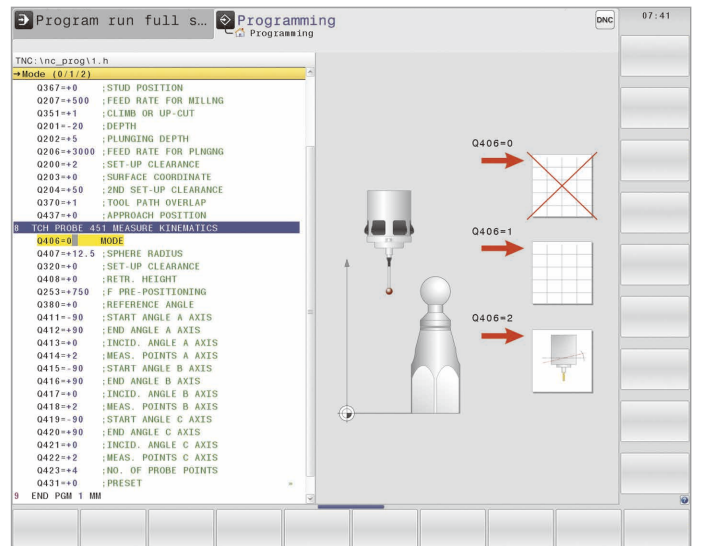 Program run full s...
Programming
Programming
DNC
07:41
TNC:\nc_prog\1.h
→Mode (0/1/2)
Q367=+0 ;STUD POSITION
Q207=+500 ;FEED RATE FOR MILLNG
Q351=+1 ;CLIMB OR UP-CUT
Q201=-20 ;DEPTH
Q202=+5 ;PLUNGING DEPTH
Q206=+3000 ;FEED RATE FOR PLNGNG
Q200=+2 ;SET-UP CLEARANCE
Q203=+0 ;SURFACE COORDINATE
Q204=+50 ;2ND SET-UP CLEARANCE
Q370=+1 ;TOOL PATH OVERLAP
Q437=+0 ;APPROACH POSITION
8 TCH PROBE 451 MEASURE KINEMATICS
Q406=0 MODE
Q407=+12.5 ;SPHERE RADIUS
Q320=+0 ;SET-UP CLEARANCE
Q408=+0 ;RETR. HEIGHT
Q253=+750 ;F PRE-POSITIONING
Q380=+0 ;REFERENCE ANGLE
Q411=-90 ;START ANGLE A AXIS
Q412=+90 ;END ANGLE A AXIS
Q413=+0 ;INCID. ANGLE A AXIS
Q414=+2 ;MEAS. POINTS A AXIS
Q415=-90 ;START ANGLE B AXIS
Q416=+90 ;END ANGLE B AXIS
Q417=+0 ;INCID. ANGLE B AXIS
Q418=+2 ;MEAS. POINTS B AXIS
Q419=-90 ;START ANGLE C AXIS
Q420=+90 ;END ANGLE C AXIS
Q421=+0 ;INCID. ANGLE C AXIS
Q422=+2 ;MEAS. POINTS C AXIS
Q423=+4 ;NO. OF PROBE POINTS
Q431=+0 ;PRESET
9 END PGM 1 MM
Q406=0
Q406=1
Q406=2